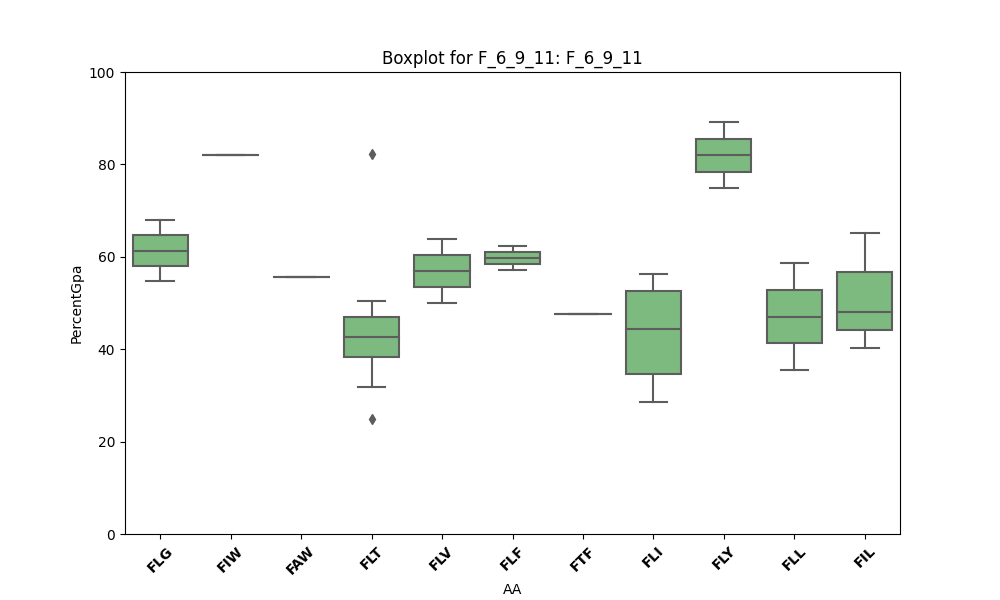 Boxplot for F_6_9_11: F_6_9_11
100
80
60
40
20
0
PercentGpa
FLG
FIW
FAW
FLT
FLV
FLF
FTF
FLI
FLY
FLL
FIL
AA